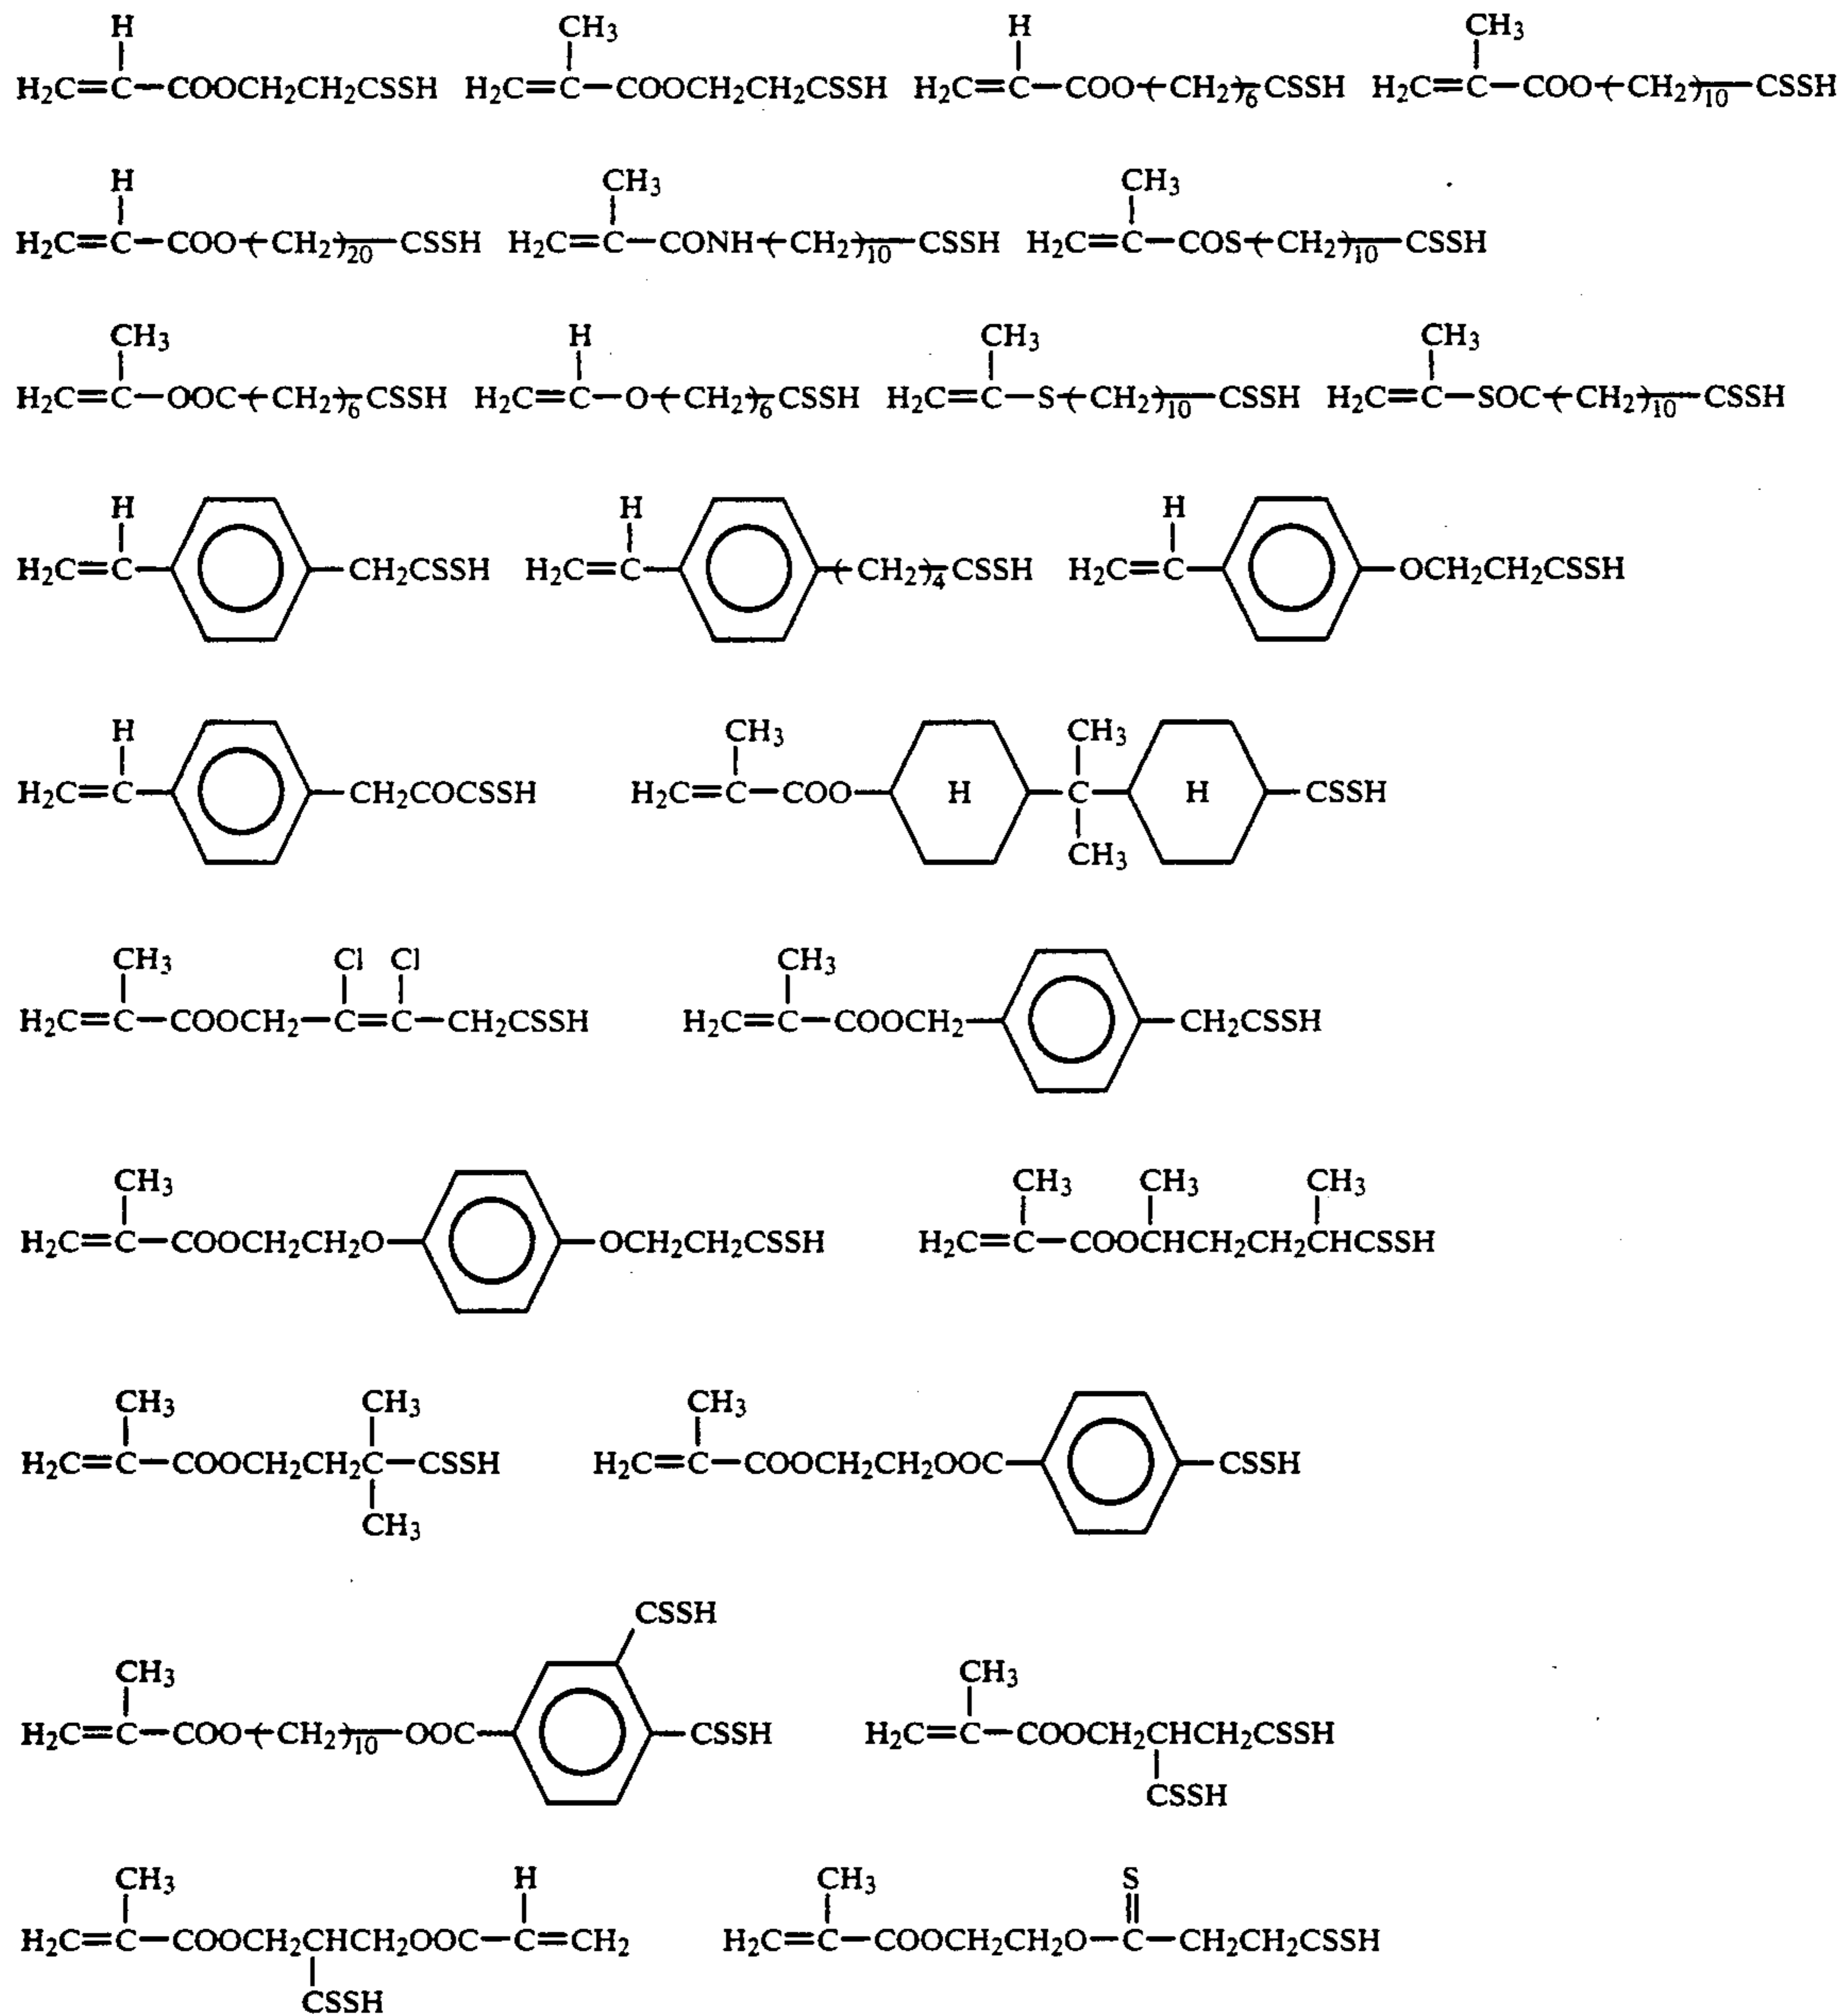 H CH3 H CH3
H2C=C—COOCH2CH2CSSH H2C=C—COOCH2CH2CSSH H2C=C—COO(CH2)6CSSH H2C=C—COO(CH2)10—CSSH
H CH3 CH3
H2C=C—COO(CH2)20—CSSH H2C=C—CONH(CH2)10—CSSH H2C=C—COS(CH2)10—CSSH
CH3 H CH3 CH3
H2C=C—OOC(CH2)6CSSH H2C=C—O(CH2)6CSSH H2C=C—S(CH2)10—CSSH H2C=C—SOC(CH2)10—CSSH
H H H
H2C=C— —CH2CSSH H2C=C— (CH2)4CSSH H2C=C— —OCH2CH2CSSH
H CH3 CH3
H2C=C— —CH2COCSSH H2C=C—COO— H —C— H —CSSH
CH3
CH3 Cl Cl CH3
H2C=C—COOCH2—C=C—CH2CSSH H2C=C—COOCH2— —CH2CSSH
CH3 CH3 CH3 CH3
H2C=C—COOCH2CH2O— —OCH2CH2CSSH H2C=C—COOCHCH2CH2CHCSSH
CH3 CH3 CH3
H2C=C—COOCH2CH2C—CSSH H2C=C—COOCH2CH2OOC— —CSSH
CH3
CSSH
CH3 CH3
H2C=C—COO(CH2)10—OOC— —CSSH H2C=C—COOCH2CHCH2CSSH
CSSH
CH3 H CH3 S
H2C=C—COOCH2CHCH2OOC—C=CH2 H2C=C—COOCH2CH2O—C—CH2CH2CSSH
CSSH